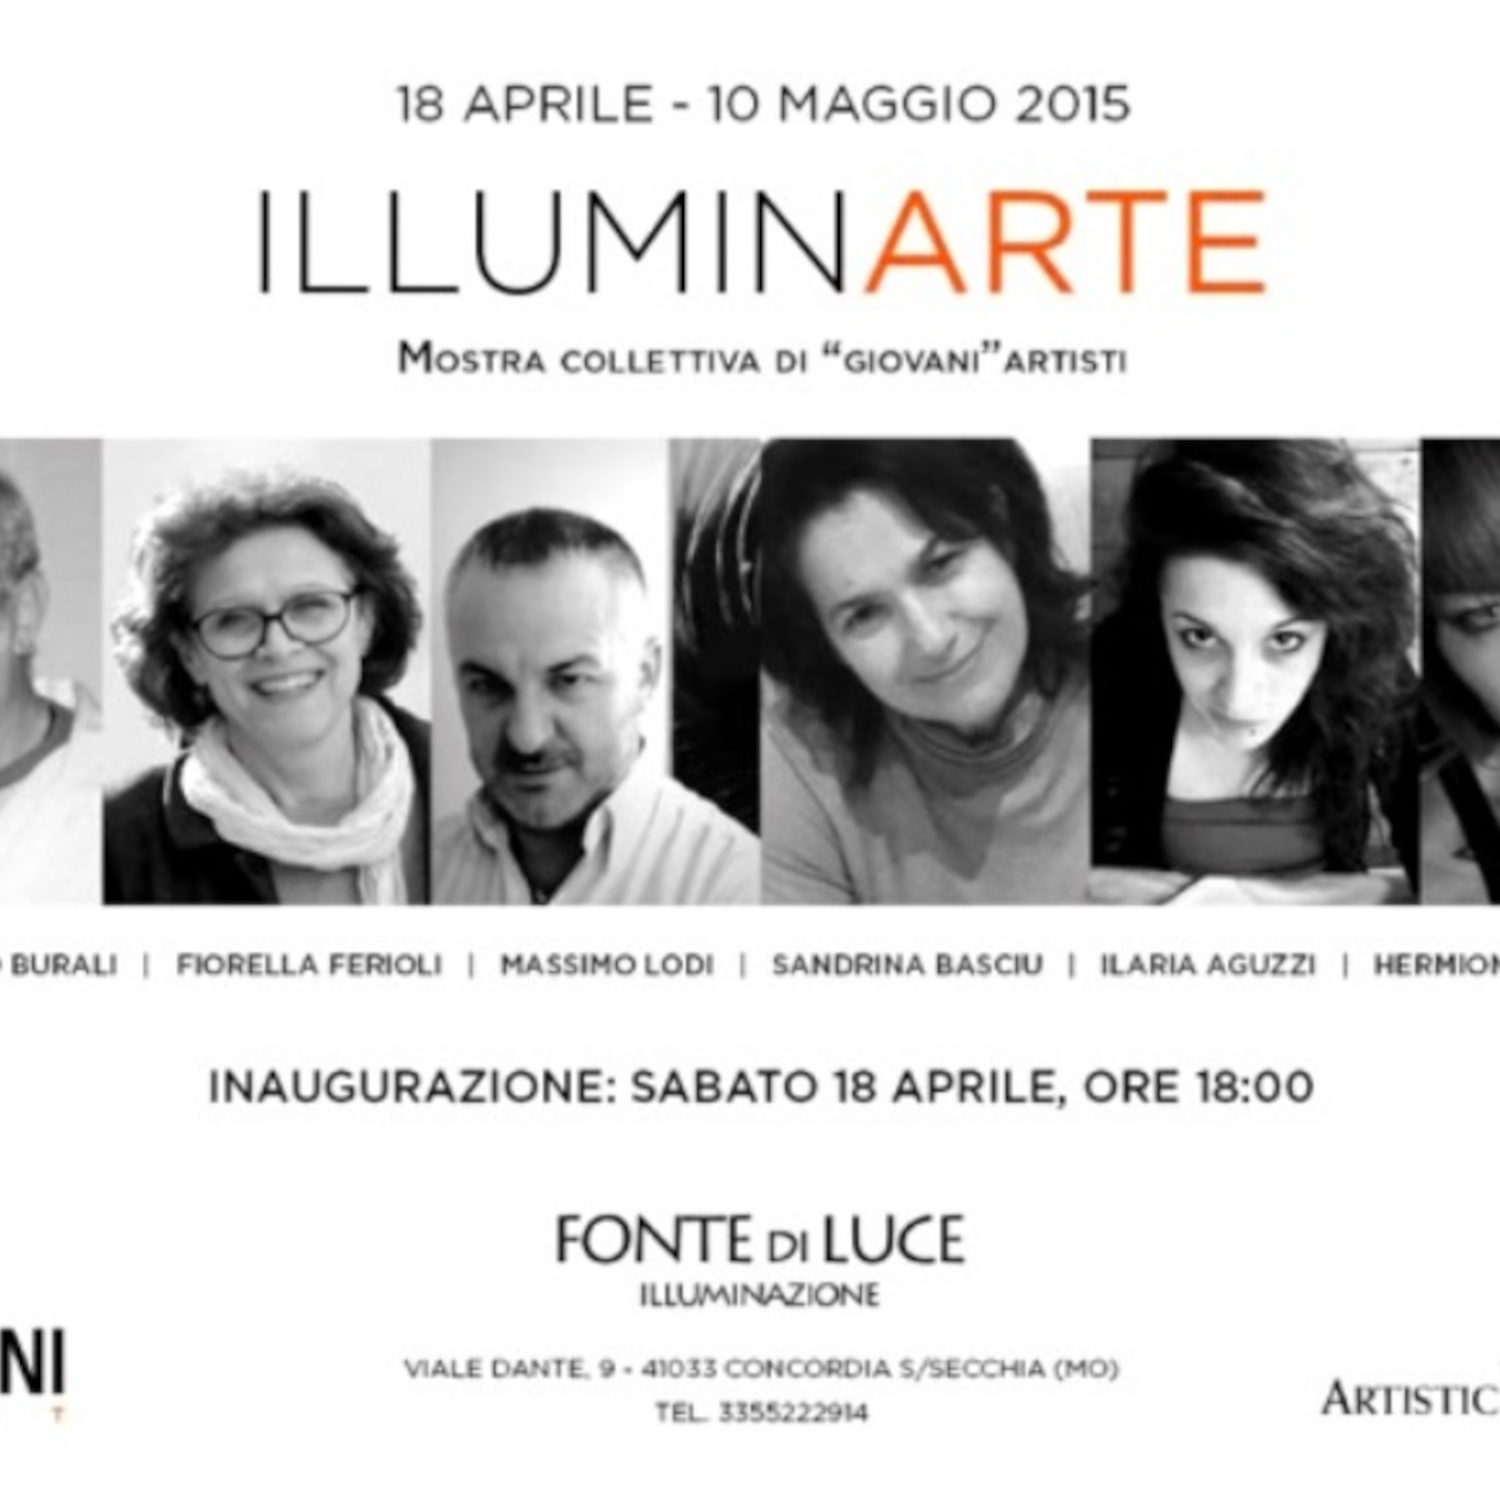 18 APRILE - 10 MAGGIO 2015
ILLUMINARTE
MOSTRA COLLETTIVA DI “GIOVANI”ARTISTI
BURALI | FIORELLA FERIOLI | MASSIMO LODI | SANDRINA BASCIU | ILARIA AGUZZI | HERMION
INAUGURAZIONE: SABATO 18 APRILE, ORE 18:00
FONTE DI LUCE
ILLUMINAZIONE
NI
T
VIALE DANTE, 9 - 41033 CONCORDIA S/SECCHIA (MO)
TEL. 3355222914
ARTISTIC